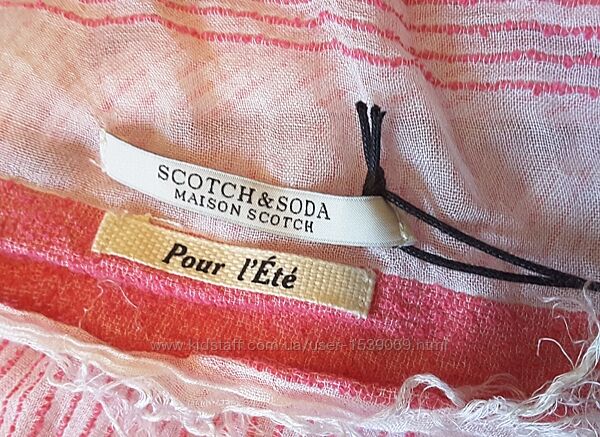 SCOTCH&SODA
MAISON SCOTCH
Pour l'Été
www.kidstaff.com.ua/user-1539069.html